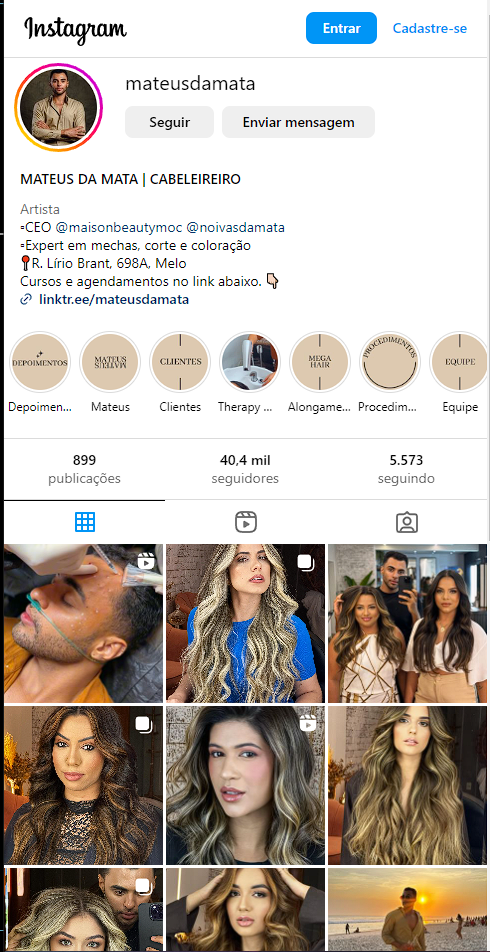 Instagram
Entrar
Cadastre-se
mateusdamata
Seguir
Enviar mensagem
MATEUS DA MATA | CABELEIREIRO
Artista
▫CEO @maisonbeautymoc @noivasdamata
▫Expert em mechas, corte e coloração
📍R. Lírio Brant, 698A, Melo
Cursos e agendamentos no link abaixo. 👇🏻
linktr.ee/mateusdamata
DEPOIMENTOS
MATEUS
MATEUS
CLIENTES
MEGA
HAIR
PROCEDIMENTOS
EQUIPE
Depoimen...
Mateus
Clientes
Therapy ...
Alongame...
Procedim...
Equipe
899
publicações
40,4 mil
seguidores
5.573
seguindo